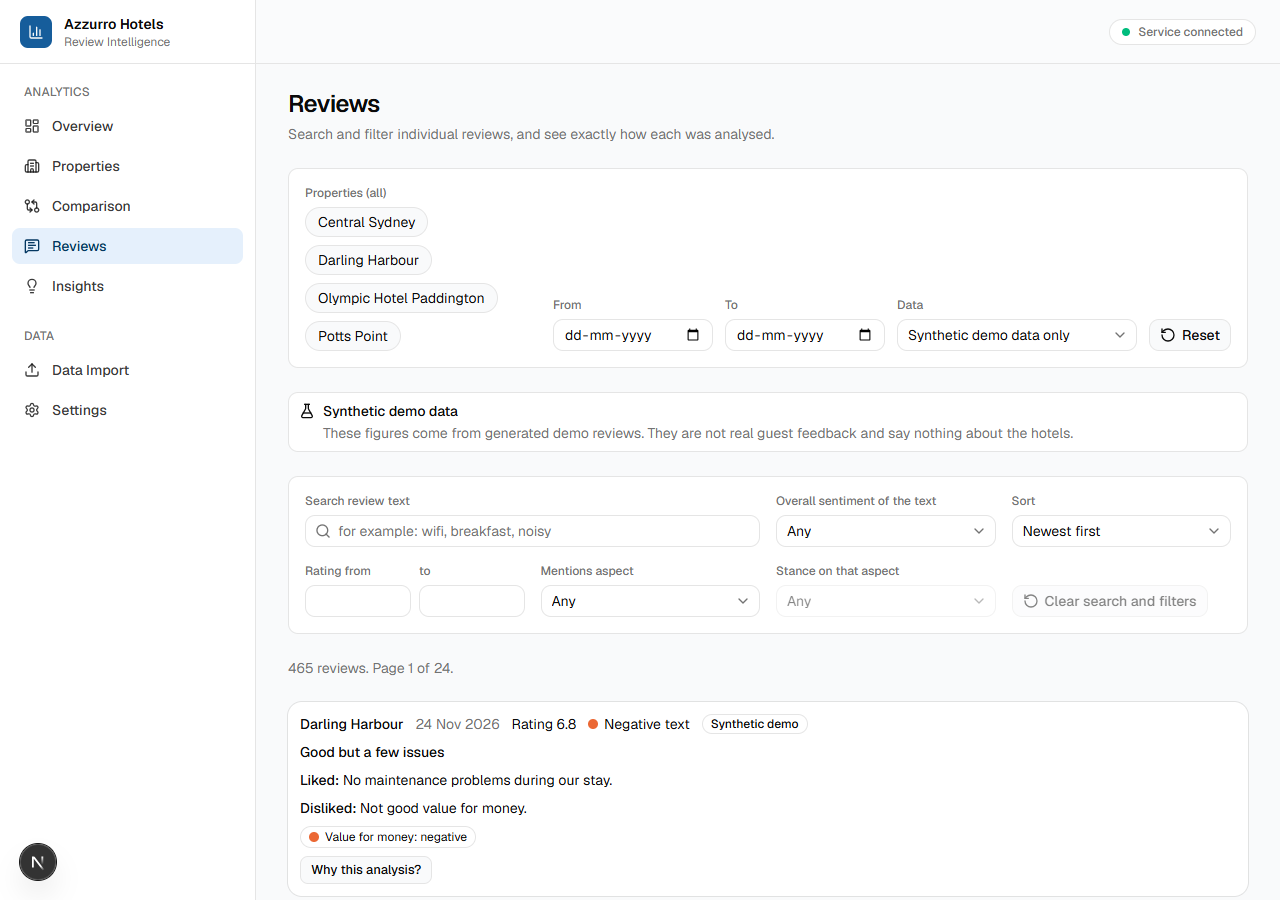 Azzurro Hotels
Review Intelligence
Service connected
ANALYTICS
Overview
Properties
Comparison
Reviews
Insights
DATA
Data Import
Settings
Reviews
Search and filter individual reviews, and see exactly how each was analysed.
Properties (all)
Central Sydney
Darling Harbour
Olympic Hotel Paddington
Potts Point
From
dd-mm-yyyy
To
dd-mm-yyyy
Data
Synthetic demo data only
Reset
Synthetic demo data
These figures come from generated demo reviews. They are not real guest feedback and say nothing about the hotels.
Search review text
for example: wifi, breakfast, noisy
Overall sentiment of the text
Any
Sort
Newest first
Rating from
to
Mentions aspect
Any
Stance on that aspect
Any
Clear search and filters
465 reviews. Page 1 of 24.
Darling Harbour 24 Nov 2026 Rating 6.8 Negative text Synthetic demo
Good but a few issues
Liked: No maintenance problems during our stay.
Disliked: Not good value for money.
Value for money: negative
Why this analysis?
N